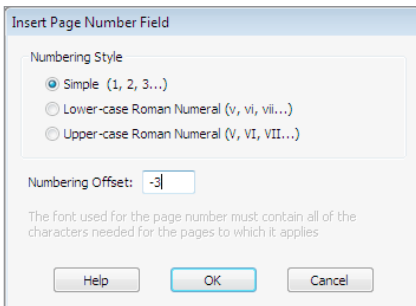 Insert Page Number Field
Numbering Style
Simple (1, 2, 3...)
Lower-case Roman Numeral (v, vi, vii...)
Upper-case Roman Numeral (V, VI, VII...)
Numbering Offset: -3
The font used for the page number must contain all of the
characters needed for the pages to which it applies
Help OK Cancel